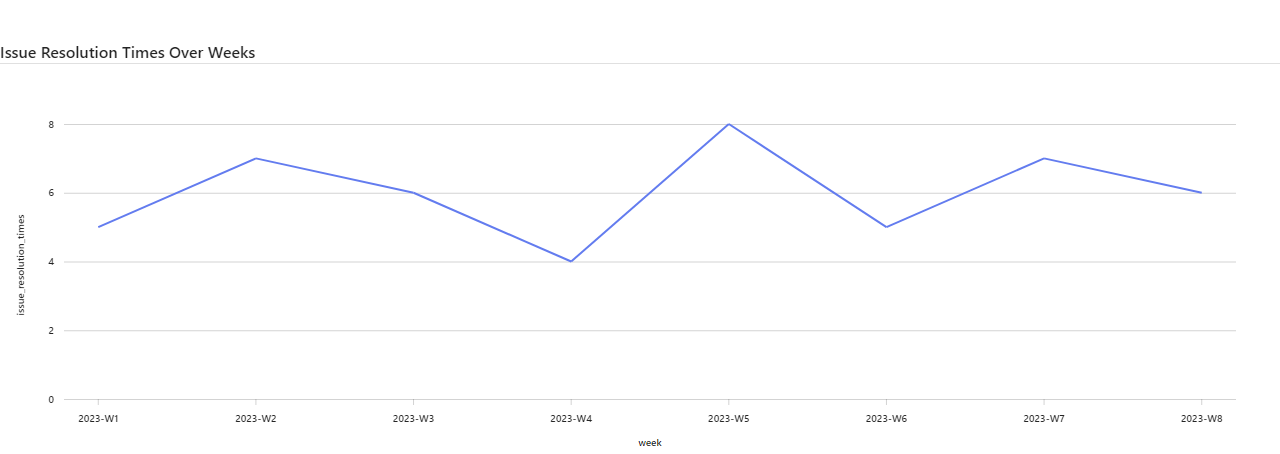 Issue Resolution Times Over Weeks
8
6
4
2
0
issue_resolution_times
2023-W1 2023-W2 2023-W3 2023-W4 2023-W5 2023-W6 2023-W7 2023-W8
week